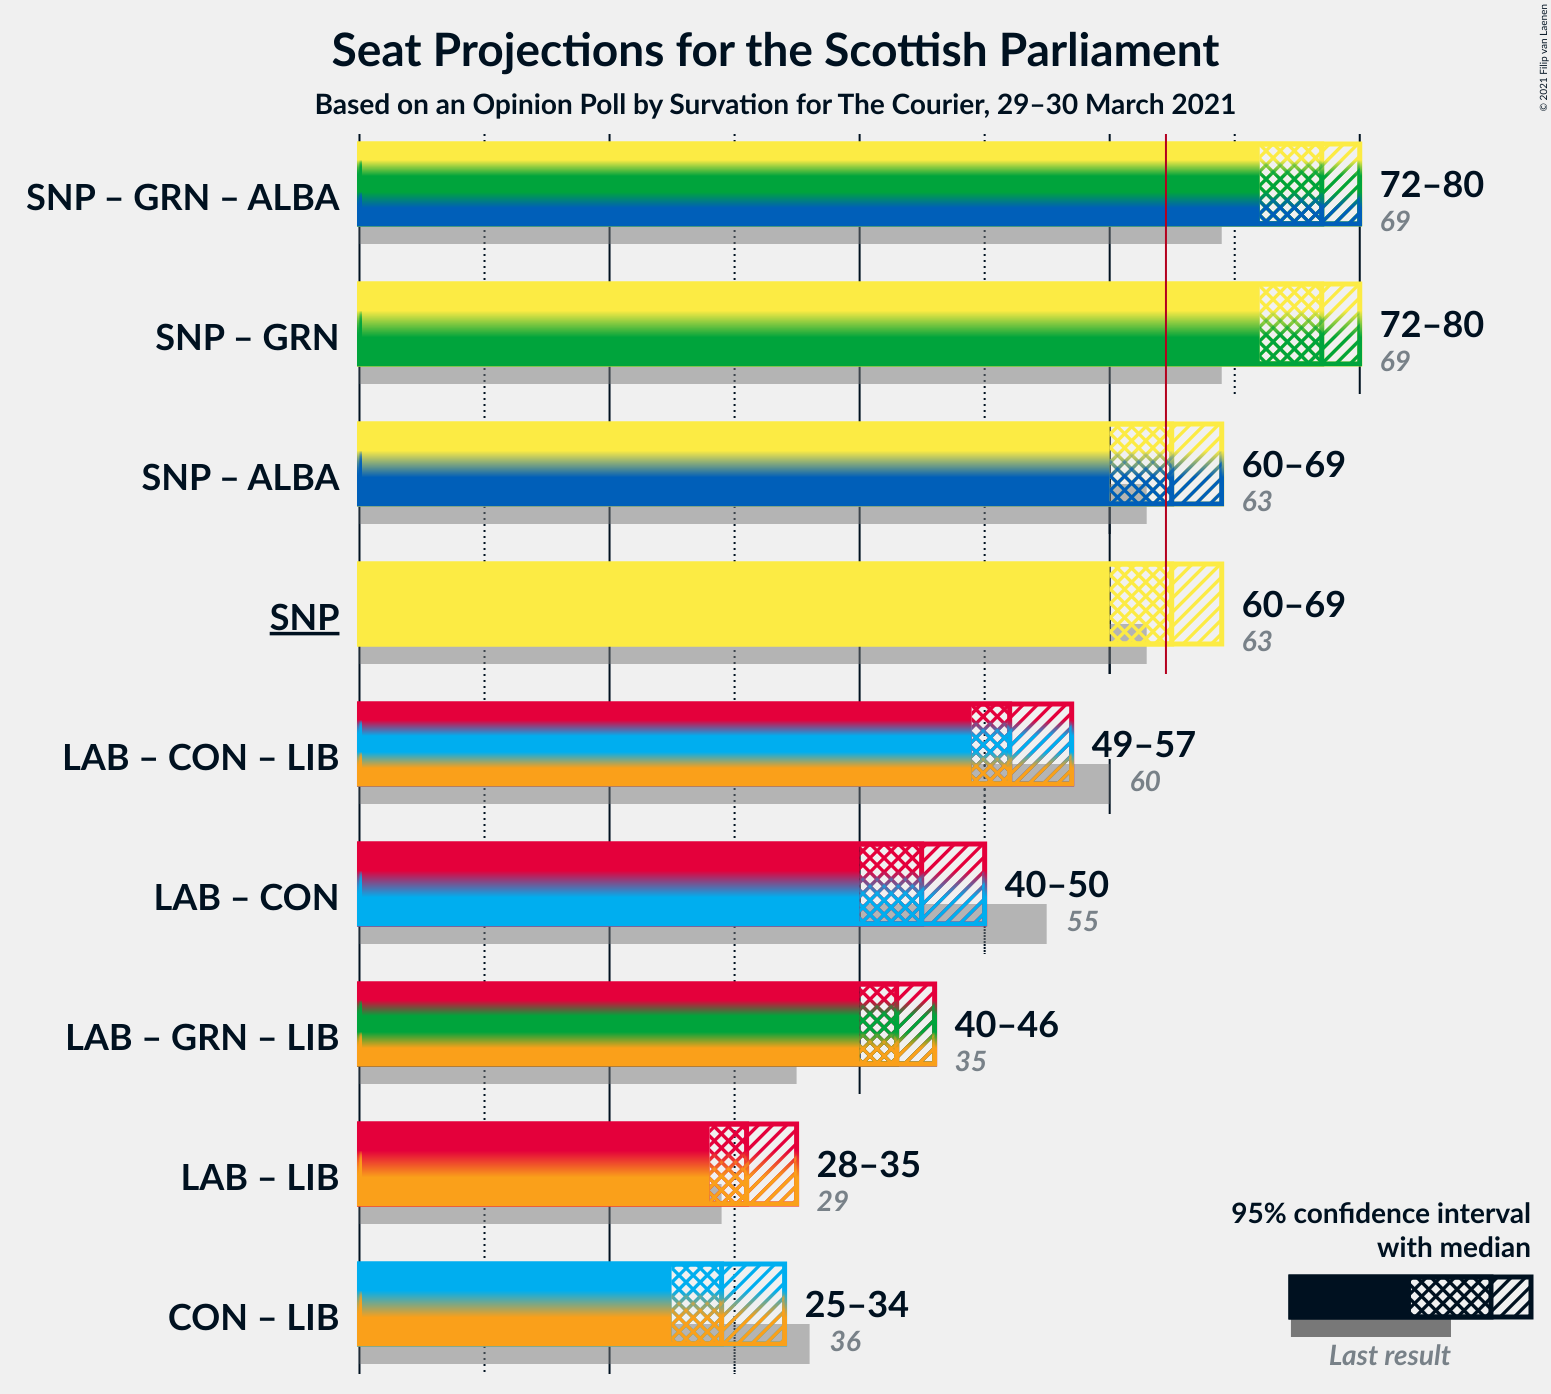 Seat Projections for the Scottish Parliament
Based on an Opinion Poll by Survation for The Courier, 29–30 March 2021
© 2021 Filip van Laenen
SNP – GRN – ALBA
72–80
69
SNP – GRN
72–80
69
SNP – ALBA
60–69
63
SNP
60–69
63
LAB – CON – LIB
49–57
60
LAB – CON
40–50
55
LAB – GRN – LIB
40–46
35
LAB – LIB
28–35
29
CON – LIB
25–34
36
95% confidence interval
with median
Last result